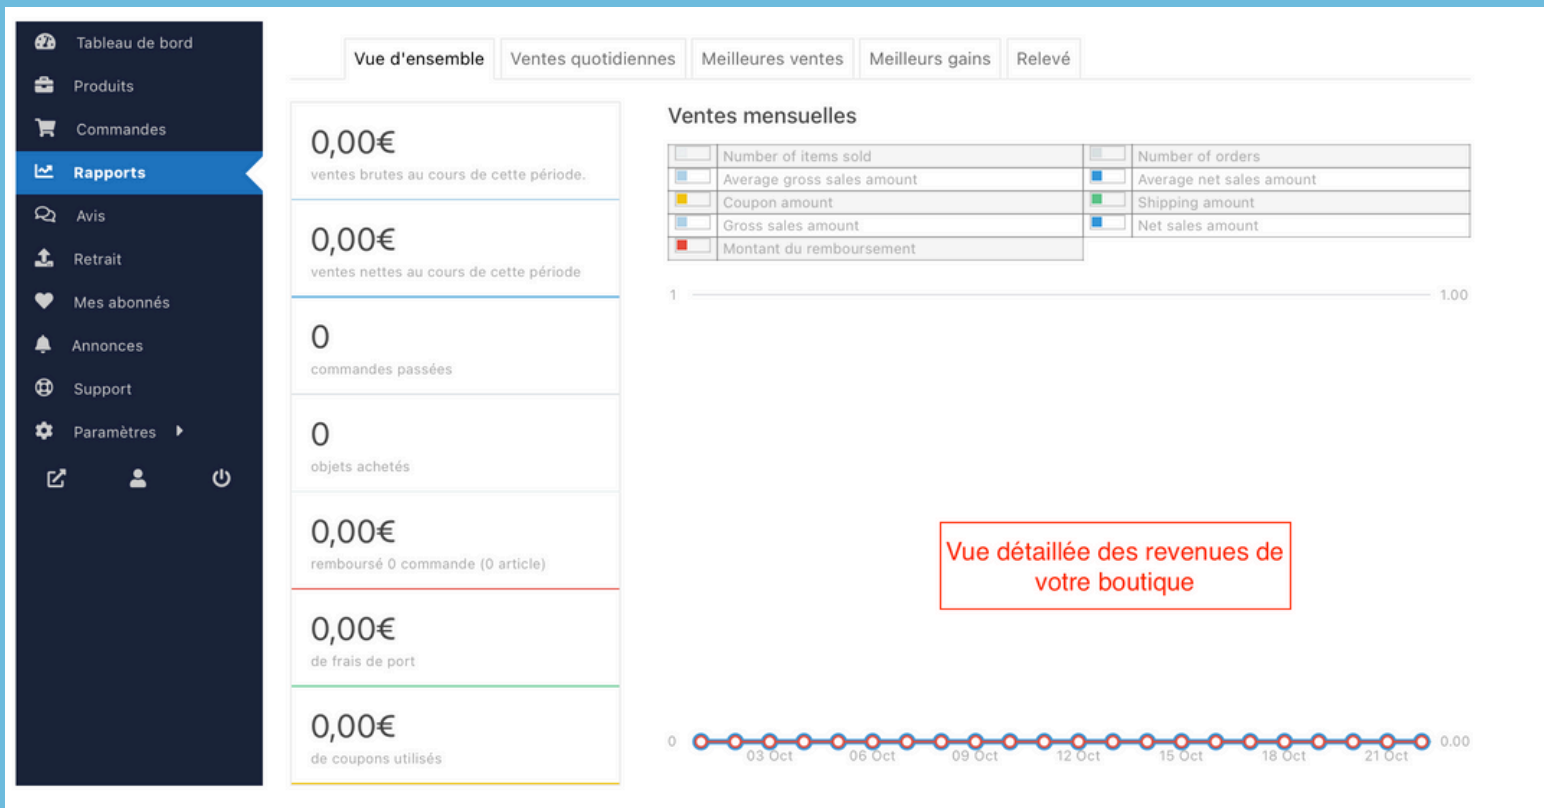 Tableau de bord
Produits
Commandes
Rapports
Avis
Retrait
Mes abonnés
Annonces
Support
Paramètres
Vue d'ensemble
Ventes quotidiennes
Meilleures ventes
Meilleurs gains
Relevé
0,00€
ventes brutes au cours de cette période.
0,00€
ventes nettes au cours de cette période
0
commandes passées
0
objets achetés
0,00€
remboursé 0 commande (0 article)
0,00€
de frais de port
0,00€
de coupons utilisés
Ventes mensuelles
Number of items sold
Number of orders
Average gross sales amount
Average net sales amount
Coupon amount
Shipping amount
Gross sales amount
Net sales amount
Montant du remboursement
1
1.00
Vue détaillée des revenues de
votre boutique
0
0.00
03 Oct
06 Oct
09 Oct
12 Oct
15 Oct
18 Oct
21 Oct